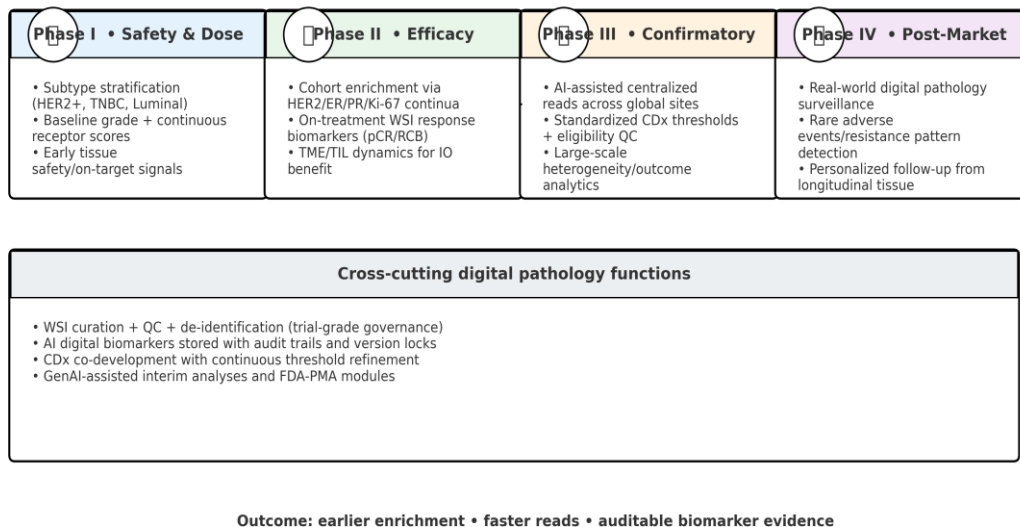 Phase I • Safety & Dose
• Subtype stratification
(HER2+, TNBC, Luminal)
• Baseline grade + continuous
receptor scores
• Early tissue
safety/on-target signals
Phase II • Efficacy
• Cohort enrichment via
HER2/ER/PR/Ki-67 continua
• On-treatment WSI response
biomarkers (pCR/RCB)
• TME/TIL dynamics for IO
benefit
Phase III • Confirmatory
• AI-assisted centralized
reads across global sites
• Standardized CDx thresholds
+ eligibility QC
• Large-scale
heterogeneity/outcome
analytics
Phase IV • Post-Market
• Real-world digital pathology
surveillance
• Rare adverse
events/resistance pattern
detection
• Personalized follow-up from
longitudinal tissue
Cross-cutting digital pathology functions
• WSI curation + QC + de-identification (trial-grade governance)
• AI digital biomarkers stored with audit trails and version locks
• CDx co-development with continuous threshold refinement
• GenAI-assisted interim analyses and FDA-PMA modules
Outcome: earlier enrichment • faster reads • auditable biomarker evidence